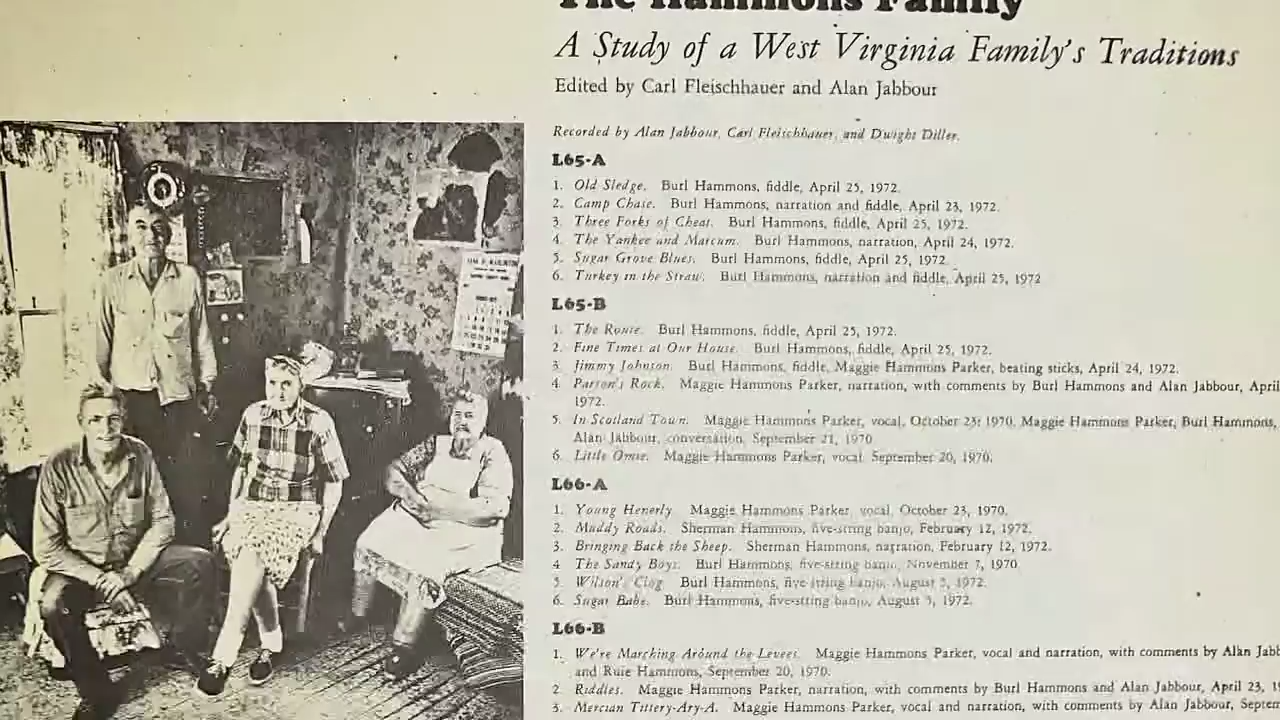 The Hammons Family
A Study of a West Virginia Family's Traditions
Edited by Carl Fleischhauer and Alan Jabbour
Recorded by Alan Jabbour, Carl Fleischhauer, and Dwight Diller.
L65-A
1. Old Sledge. Burl Hammons, fiddle, April 25, 1972.
2. Camp Chase. Burl Hammons, narration and fiddle, April 23, 1972.
3. Three Forks of Cheat. Burl Hammons, fiddle, April 25, 1972.
4. The Yankee and Marcum. Burl Hammons, narration, April 24, 1972.
5. Sugar Grove Blues. Burl Hammons, fiddle, April 25, 1972.
6. Turkey in the Straw. Burl Hammons, narration and fiddle, April 25, 1972
L65-B
1. The Route. Burl Hammons, fiddle, April 25, 1972.
2. Fine Times at Our House. Burl Hammons, fiddle, April 25, 1972.
3. Jimmy Johnson. Burl Hammons, fiddle, Maggie Hammons Parker, beating sticks, April 24, 1972.
4. Parson's Rock. Maggie Hammons Parker, narration, with comments by Burl Hammons and Alan Jabbour, April
1972.
5. In Scotland Town. Maggie Hammons Parker, vocal, October 23, 1970. Maggie Hammons Parker, Burl Hammons,
Alan Jabbour, conversation, September 21, 1970
6. Little Omie. Maggie Hammons Parker, vocal, September 20, 1970.
L66-A
1. Young Henerly Maggie Hammons Parker, vocal, October 23, 1970.
2. Muddy Roads. Sherman Hammons, five-string banjo, February 12, 1972.
3. Bringing Back the Sheep. Sherman Hammons, narration, February 12, 1972.
4 The Sandy Boys. Burl Hammons, five-string banjo, November 7, 1970
5. Wilson's Clog Burl Hammons, five string banjo, August 3, 1972.
6. Sugar Babe. Burl Hammons, five-string banjo, August 3, 1972.
L66-B
1. We're Marching Around the Levees. Maggie Hammons Parker, vocal and narration, with comments by Alan Jabb
and Ruie Hammons, September 20, 1970.
2. Riddles. Maggie Hammons Parker, narration, with comments by Burl Hammons and Alan Jabbour, April 23, 19
3. Mercian Tittery-Ary-A. Maggie Hammons Parker, vocal and narration, with comments by Alan Jabbour, Septem